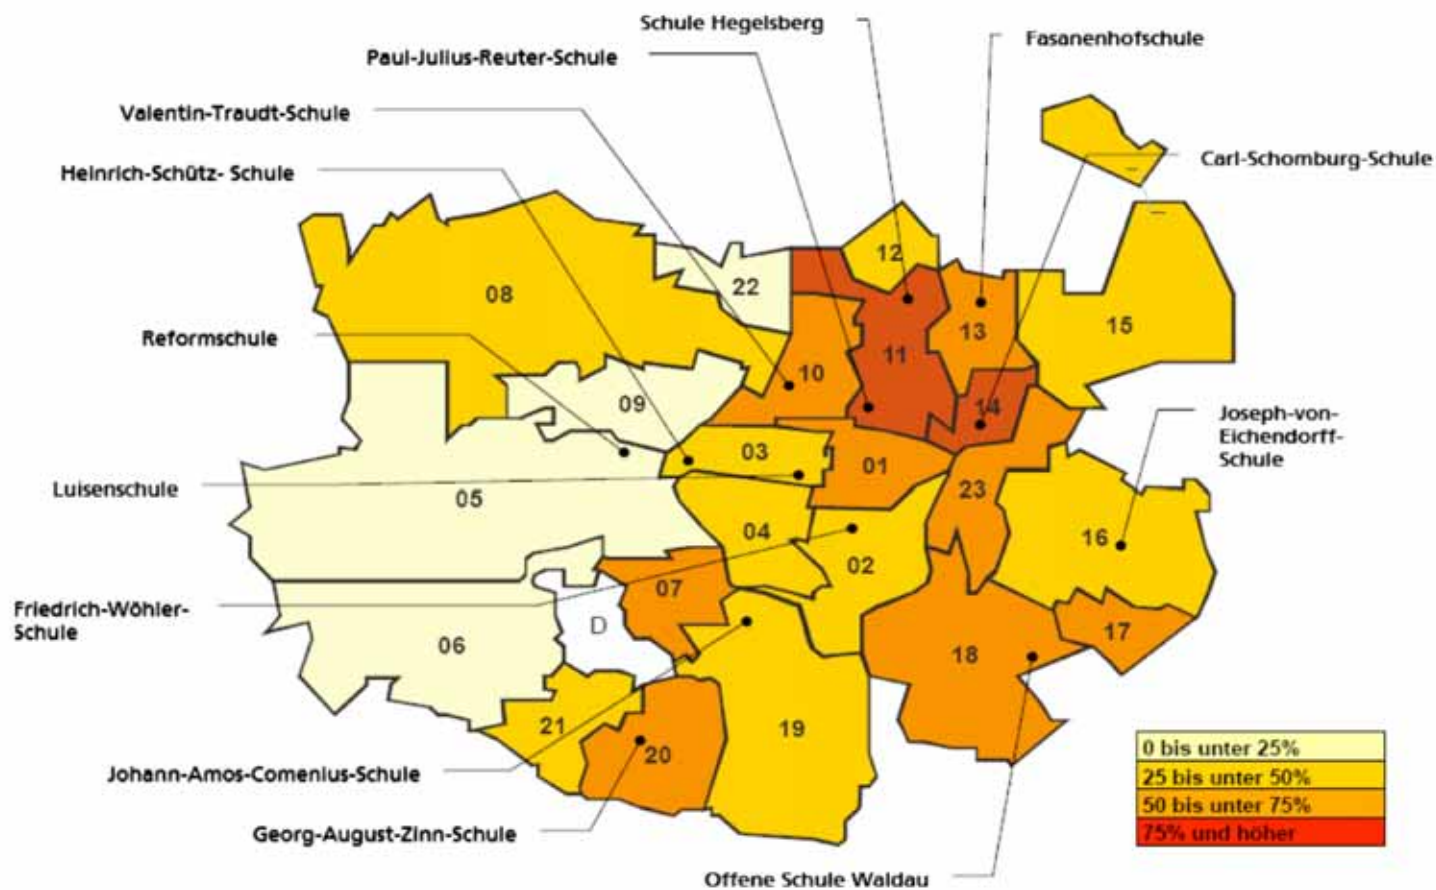 Schule Hegelsberg
Fasanenhofschule
Paul-Julius-Reuter-Schule
Valentin-Traudt-Schule
Carl-Schomburg-Schule
Heinrich-Schütz- Schule
12
22
08
15
13
Reformschule
11
10
09
14
Joseph-von-
Eichendorff-
Schule
03
01
Luisenschule
05
23
04
16
02
07
Friedrich-Wöhler-
Schule
D
17
06
18
21
19
20
0 bis unter 25%
25 bis unter 50%
50 bis unter 75%
75% und höher
Johann-Amos-Comenius-Schule
Georg-August-Zinn-Schule
Offene Schule Waldau